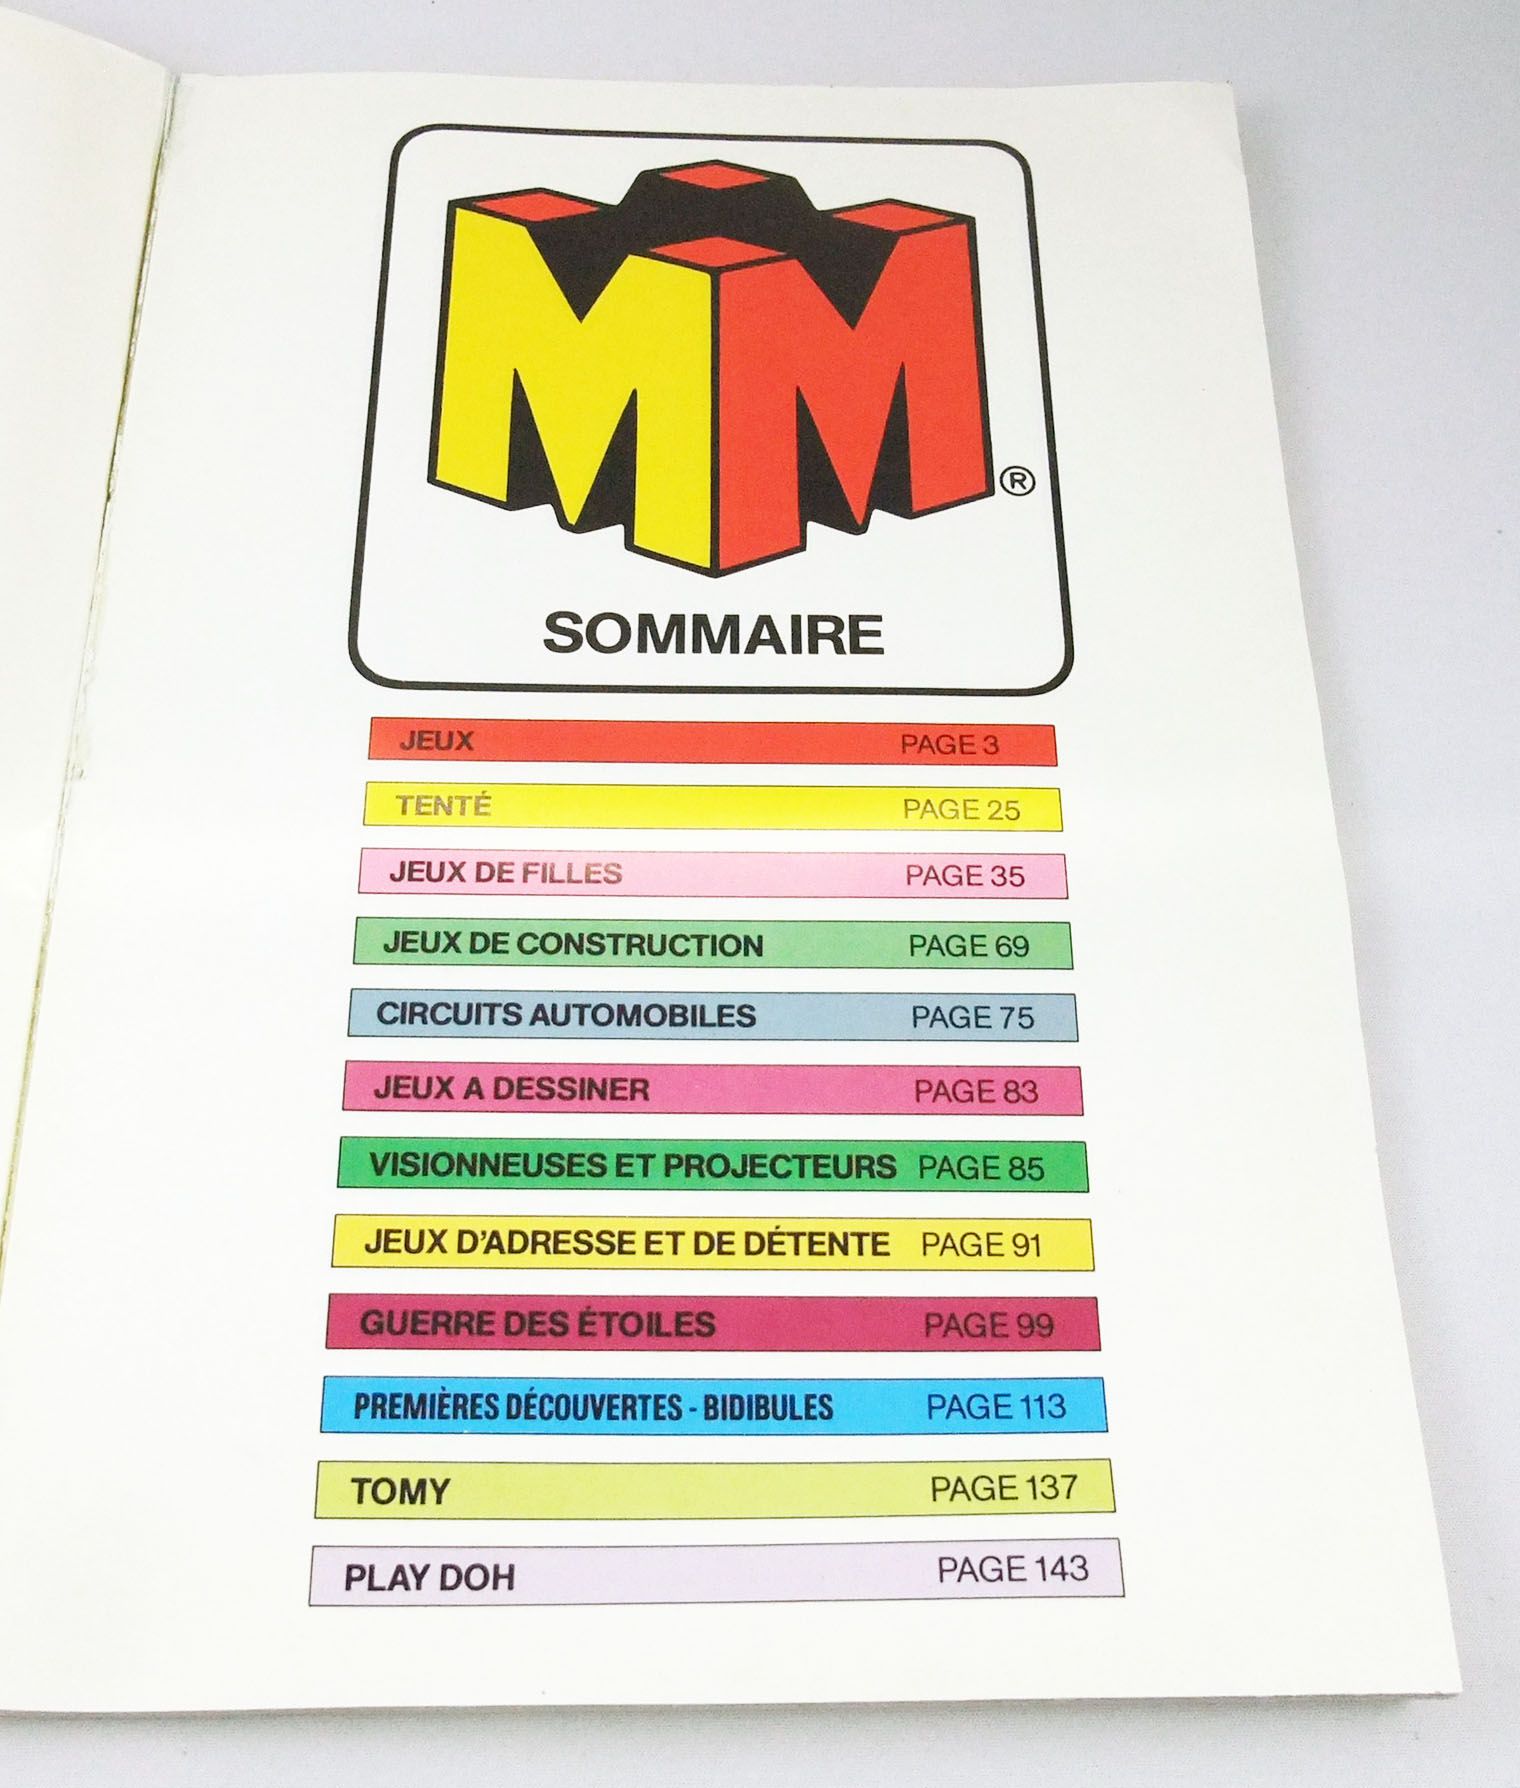 MM®
SOMMAIRE
JEUX PAGE 3
TENTÉ PAGE 25
JEUX DE FILLES PAGE 35
JEUX DE CONSTRUCTION PAGE 69
CIRCUITS AUTOMOBILES PAGE 75
JEUX A DESSINER PAGE 83
VISIONNEUSES ET PROJECTEURS PAGE 85
JEUX D'ADRESSE ET DE DÉTENTE PAGE 91
GUERRE DES ÉTOILES PAGE 99
PREMIÈRES DÉCOUVERTES - BIDIBULES PAGE 113
TOMY PAGE 137
PLAY DOH PAGE 143